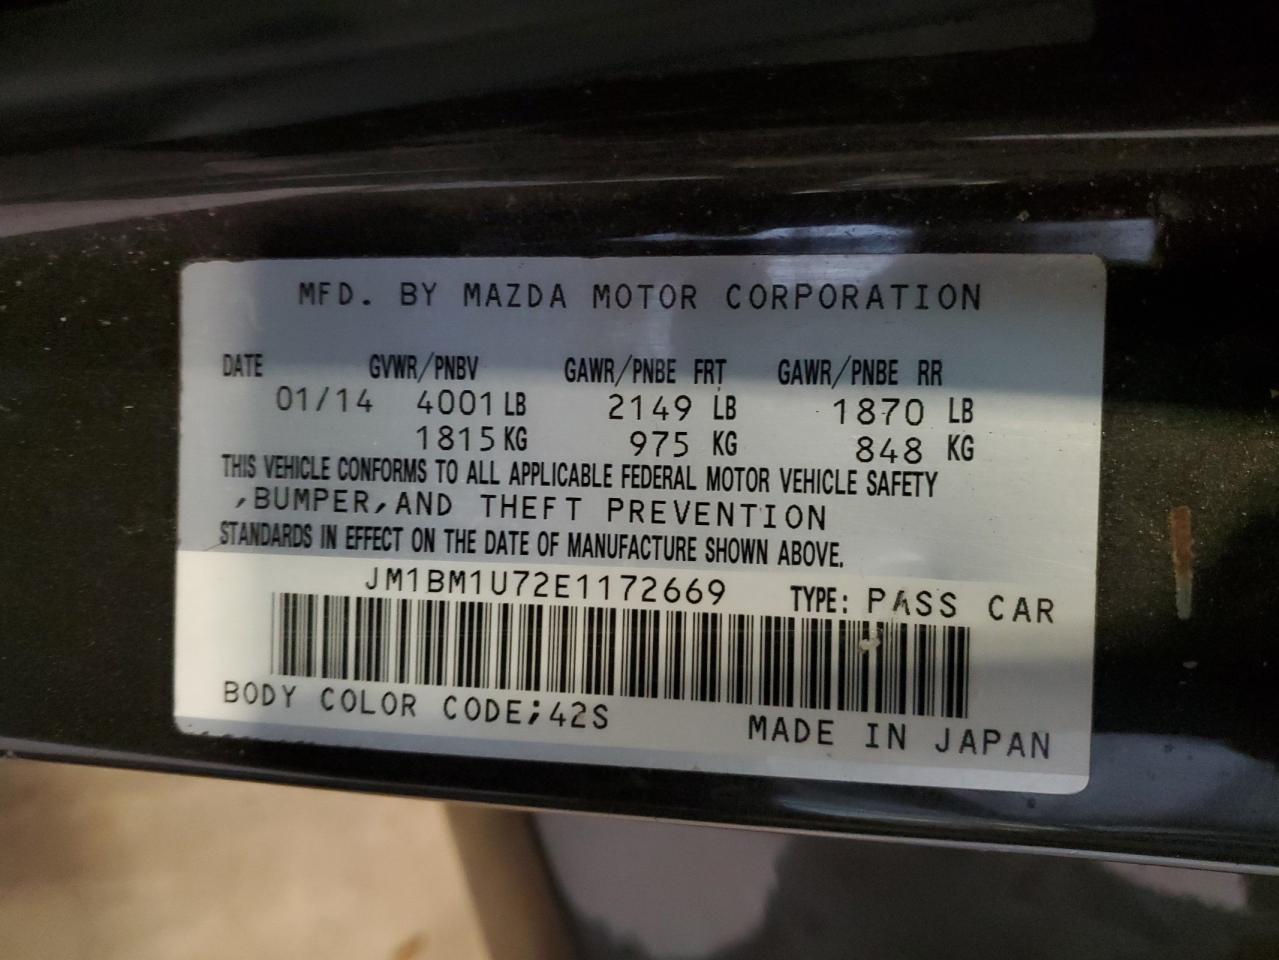 MFD. BY MAZDA MOTOR CORPORATION
DATE GVWR/PNBV GAWR/PNBE FRT GAWR/PNBE RR
01/14 4001 LB 2149 LB 1870 LB
1815 KG 975 KG 848 KG
THIS VEHICLE CONFORMS TO ALL APPLICABLE FEDERAL MOTOR VEHICLE SAFETY
,BUMPER,AND THEFT PREVENTION
STANDARDS IN EFFECT ON THE DATE OF MANUFACTURE SHOWN ABOVE.
JM1BM1U72E1172669 TYPE: PASS CAR
BODY COLOR CODE;42S MADE IN JAPAN